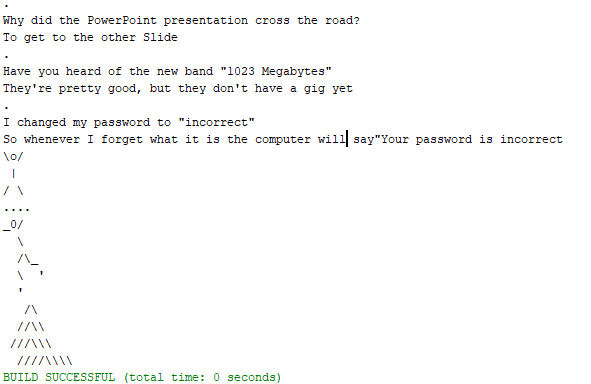 .
Why did the PowerPoint presentation cross the road?
To get to the other Slide
.
Have you heard of the new band "1023 Megabytes"
They're pretty good, but they don't have a gig yet
.
I changed my password to "incorrect"
So whenever I forget what it is the computer will say"Your password is incorrect
\o/
 |
/ \
....
_0/
  \
  /\_
  \  '
  '
   /\
  //\\
 ///\\\
  ////\\\\
BUILD SUCCESSFUL (total time: 0 seconds)